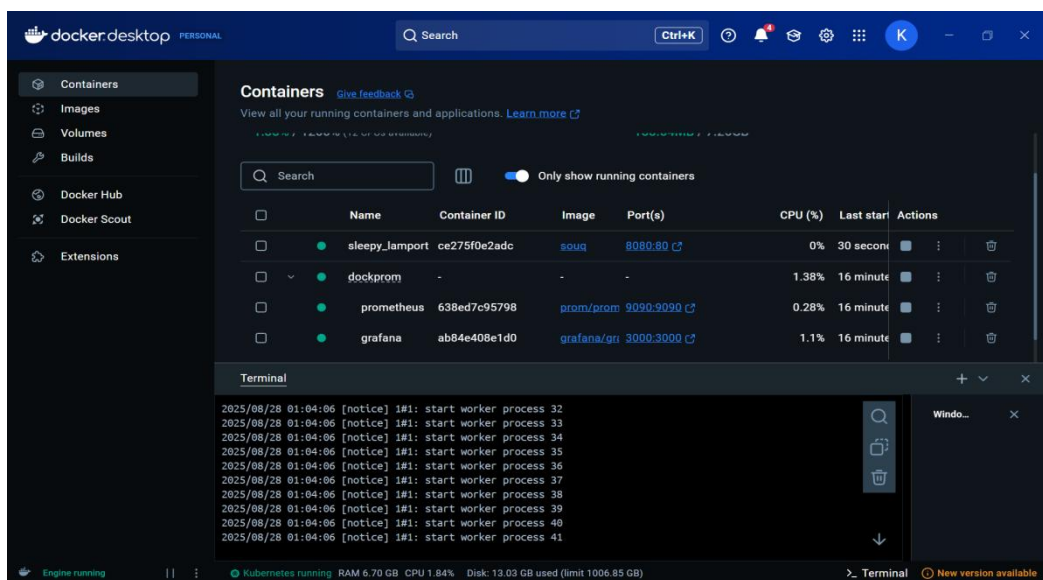 docker desktop PERSONAL
Search
Ctrl+K
4
K
Containers
Images
Volumes
Builds
Docker Hub
Docker Scout
Extensions
Containers Give feedback
View all your running containers and applications. Learn more
Search
Only show running containers
Name Container ID Image Port(s) CPU (%) Last start Actions
sleepy_lamport ce275f0e2adc souq 8080:80 0% 30 secon
dockprom - - - 1.38% 16 minute
prometheus 638ed7c95798 prom/prom 9090:9090 0.28% 16 minute
grafana ab84e408e1d0 grafana/gr 3000:3000 1.1% 16 minute
Terminal
2025/08/28 01:04:06 [notice] 1#1: start worker process 32
2025/08/28 01:04:06 [notice] 1#1: start worker process 33
2025/08/28 01:04:06 [notice] 1#1: start worker process 34
2025/08/28 01:04:06 [notice] 1#1: start worker process 35
2025/08/28 01:04:06 [notice] 1#1: start worker process 36
2025/08/28 01:04:06 [notice] 1#1: start worker process 37
2025/08/28 01:04:06 [notice] 1#1: start worker process 38
2025/08/28 01:04:06 [notice] 1#1: start worker process 39
2025/08/28 01:04:06 [notice] 1#1: start worker process 40
2025/08/28 01:04:06 [notice] 1#1: start worker process 41
Windo...
Engine running
Kubernetes running RAM 6.70 GB CPU 1.84% Disk: 13.03 GB used (limit 1006.85 GB)
Terminal
New version available